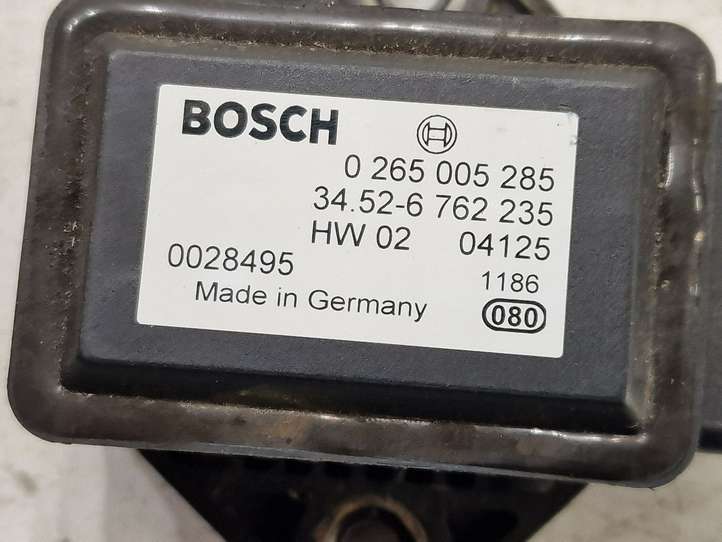 BOSCH
0 265 005 285
34.52-6 762 235
HW 02 04125
0028495 1186
Made in Germany 080